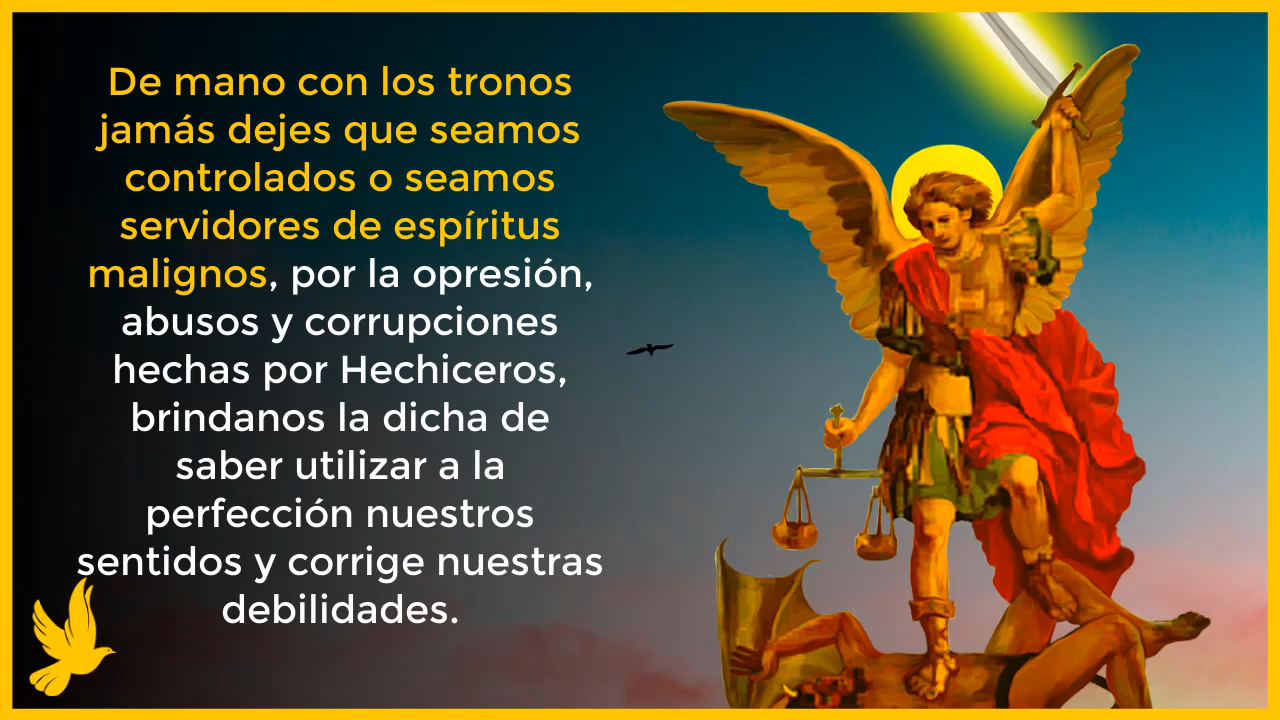 De mano con los tronos
jamás dejes que seamos
controlados o seamos
servidores de espíritus
malignos, por la opresión,
abusos y corrupciones
hechas por Hechiceros,
brindanos la dicha de
saber utilizar a la
perfección nuestros
sentidos y corrige nuestras
debilidades.